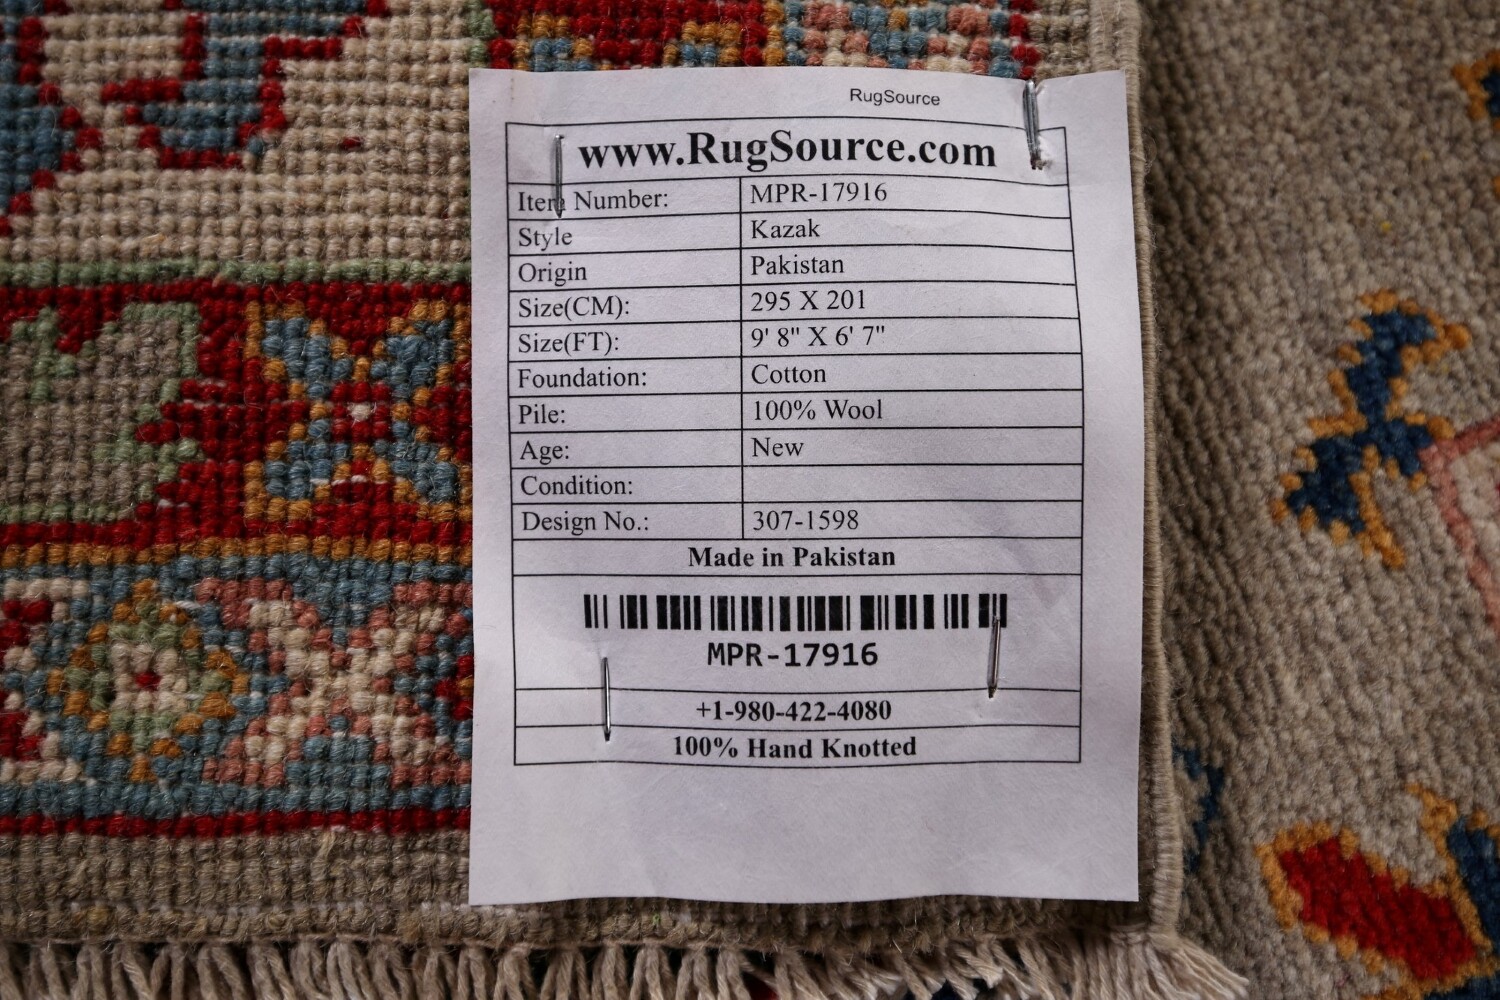 RugSource
www.RugSource.com
Item Number: MPR-17916
Style Kazak
Origin Pakistan
Size(CM): 295 X 201
Size(FT): 9' 8" X 6' 7"
Foundation: Cotton
Pile: 100% Wool
Age: New
Condition:
Design No.: 307-1598
Made in Pakistan
MPR-17916
+1-980-422-4080
100% Hand Knotted